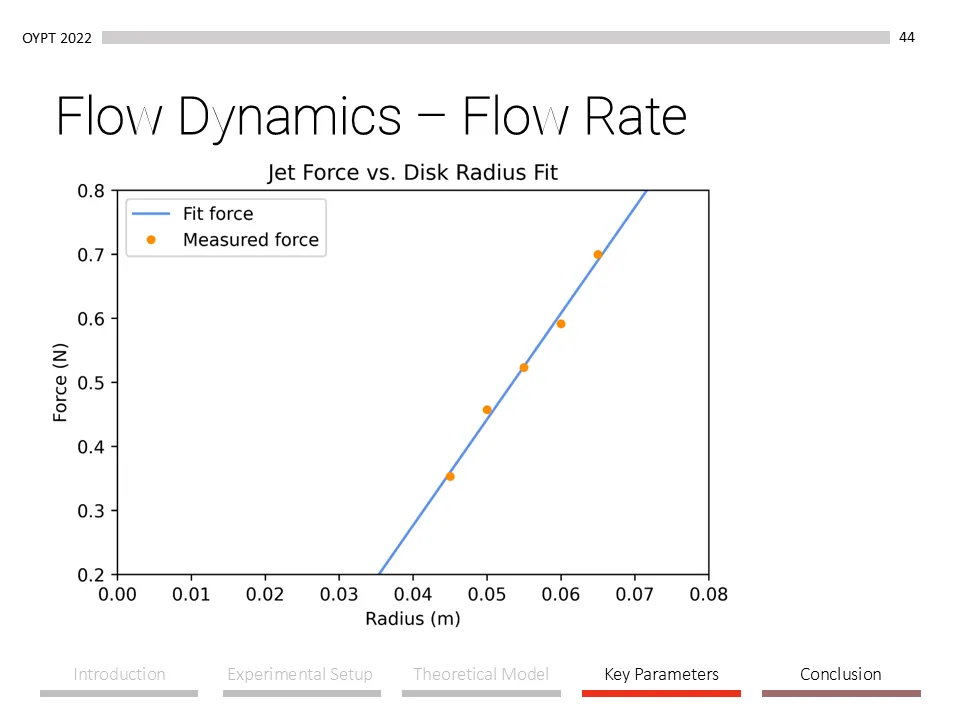 OYPT 2022
44
Flow Dynamics – Flow Rate
Jet Force vs. Disk Radius Fit
Fit force
Measured force
Force (N)
0.8
0.7
0.6
0.5
0.4
0.3
0.2
0.00 0.01 0.02 0.03 0.04 0.05 0.06 0.07 0.08
Radius (m)
Introduction Experimental Setup Theoretical Model Key Parameters Conclusion